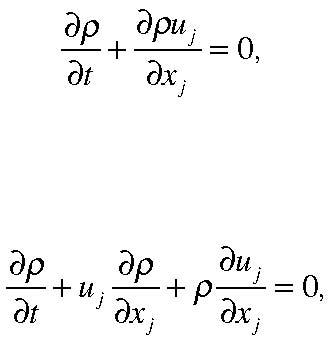 ∂ρ/∂t + ∂ρu_j/∂x_j = 0,
∂ρ/∂t + u_j ∂ρ/∂x_j + ρ ∂u_j/∂x_j = 0,